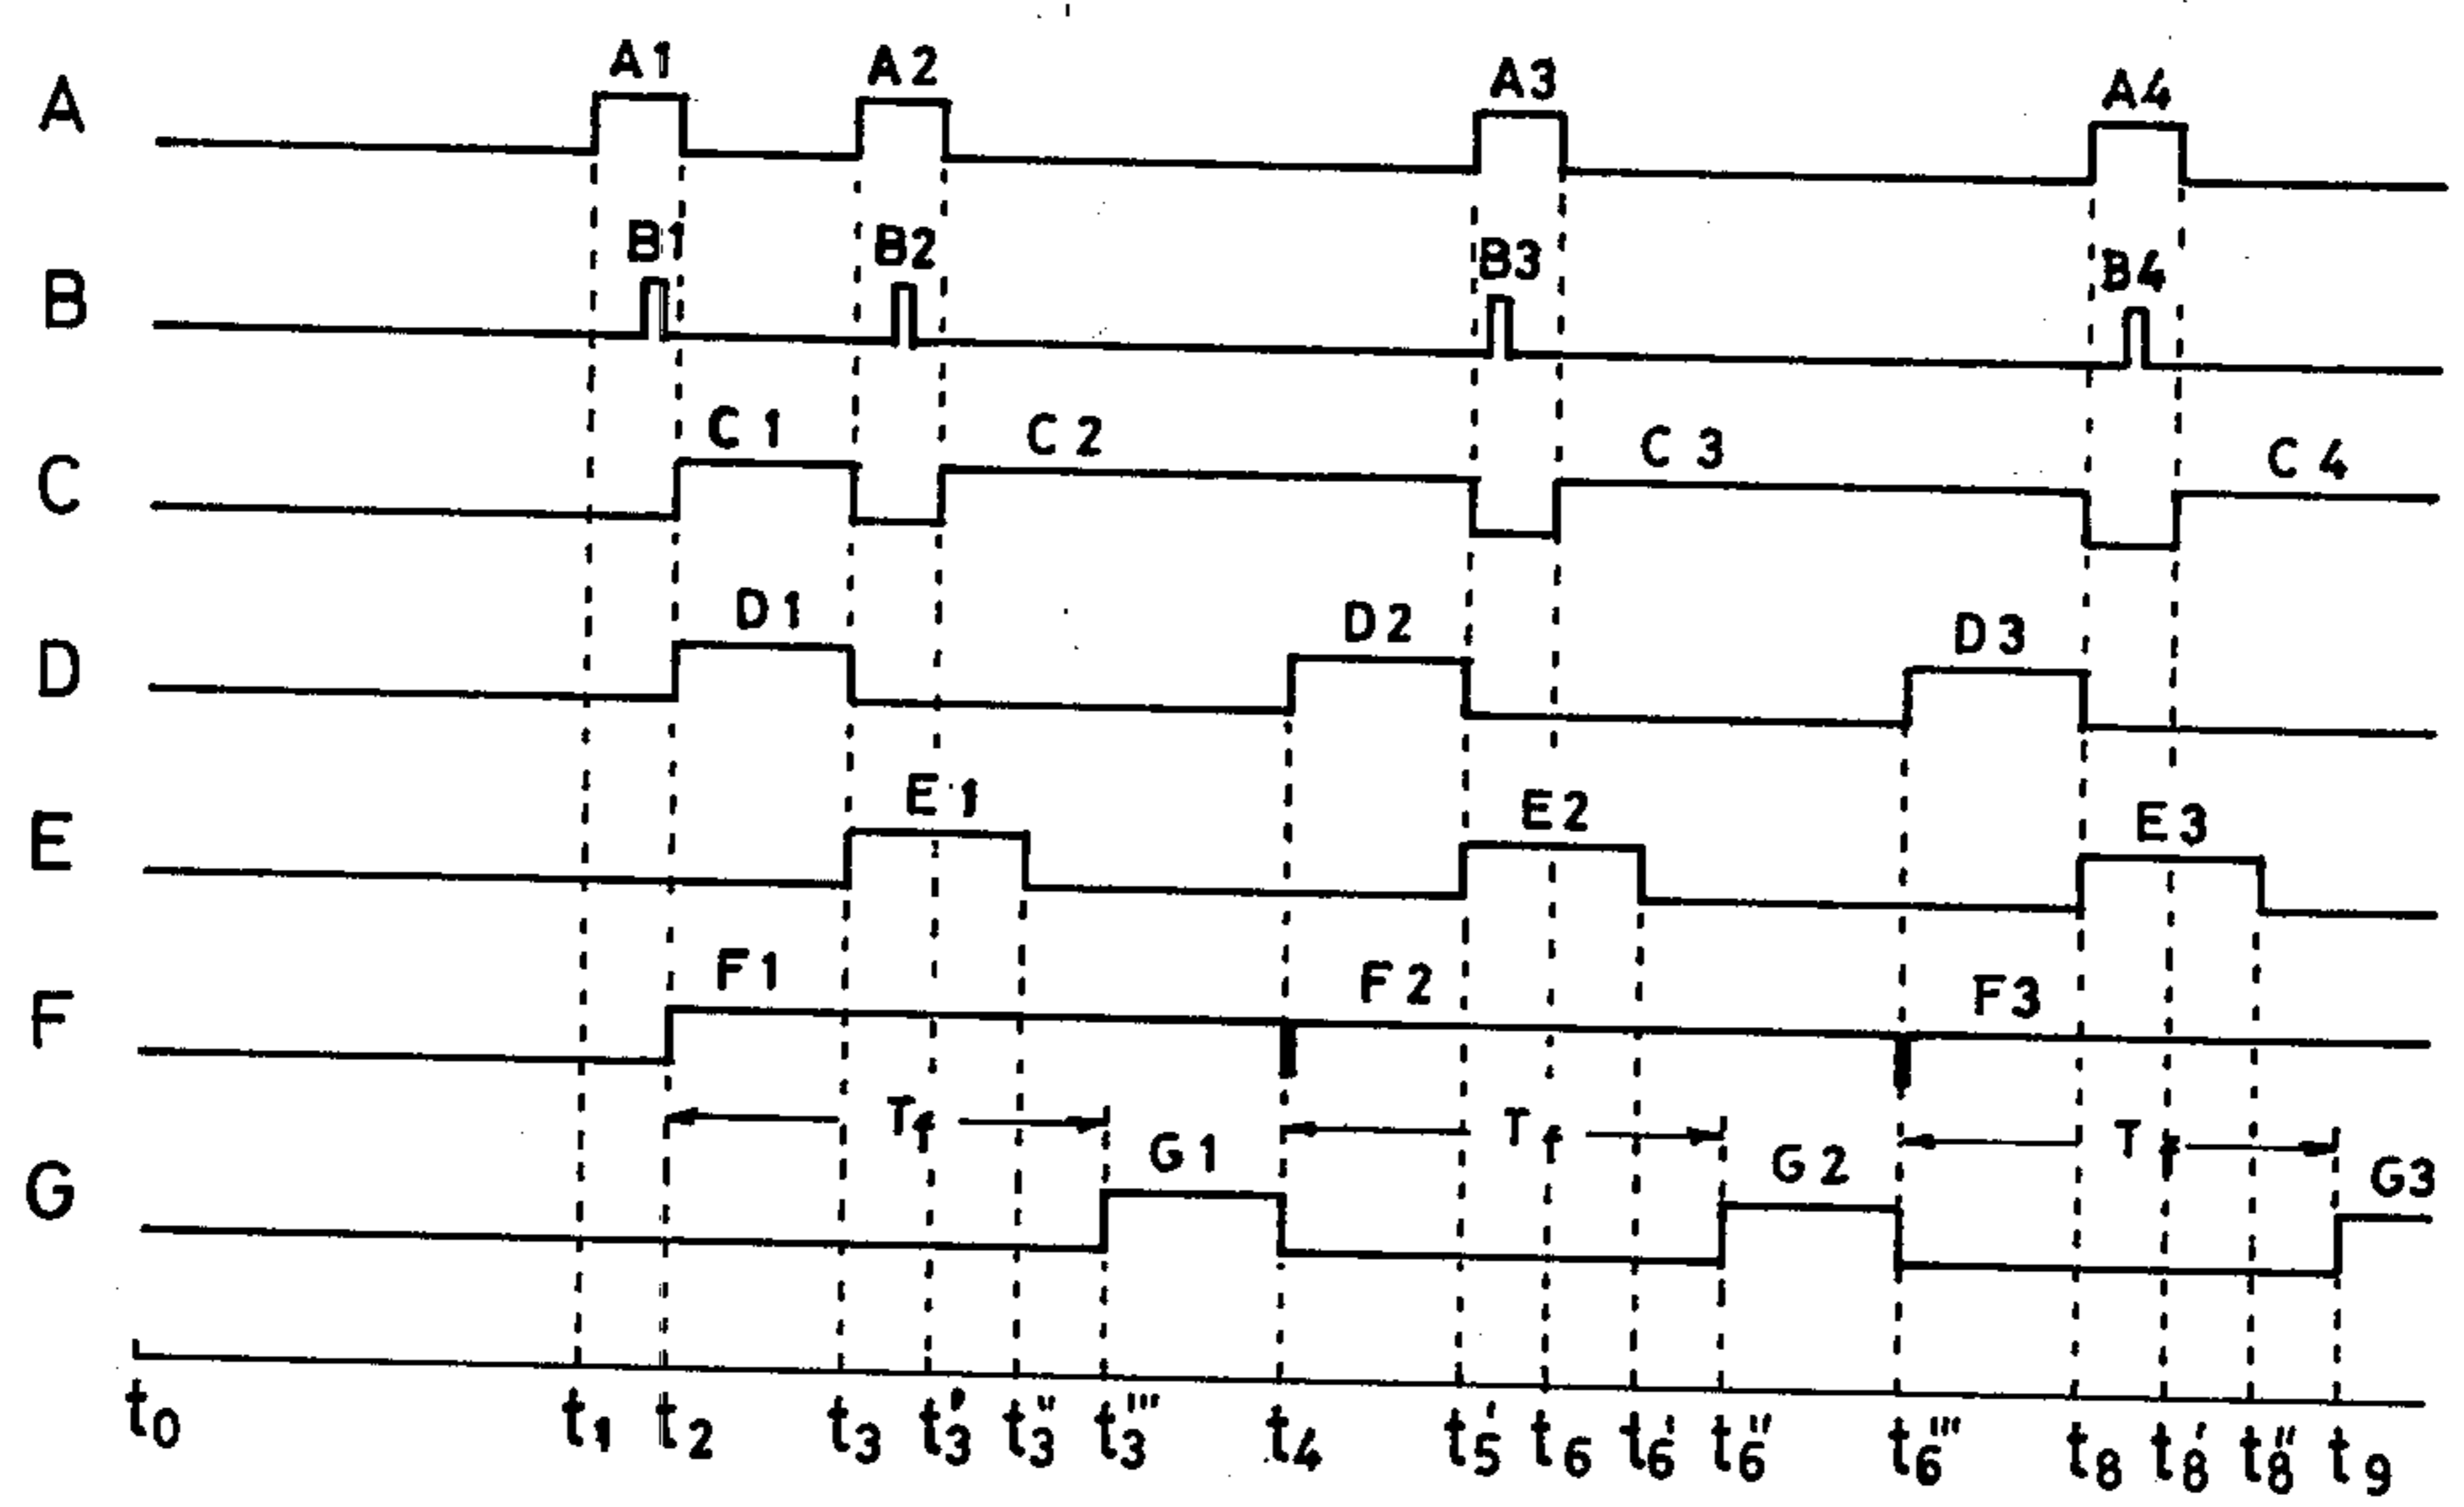 A A1 A2 A3 A4
B B1 B2 B3 B4
C C1 C2 C3 C4
D D1 D2 D3
E E1 E2 E3
F F1 F2 F3
Tf Tf Tf
G G1 G2 G3
t0 t1 t2 t3 t3' t3'' t3''' t4 t5' t6 t6' t6'' t6''' t8 t8' t8'' t9